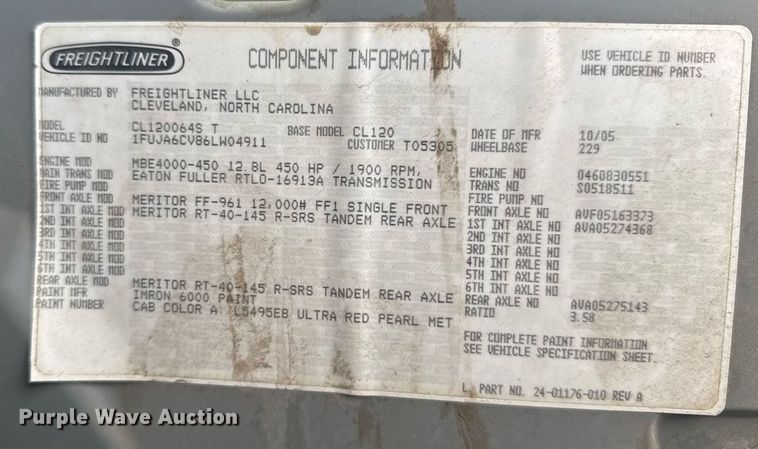 FREIGHTLINER®
COMPONENT INFORMATION
USE VEHICLE ID NUMBER
WHEN ORDERING PARTS.
MANUFACTURED BY FREIGHTLINER LLC
CLEVELAND, NORTH CAROLINA
MODEL CL120064S T BASE MODEL CL120 DATE OF MFR 10/05
VEHICLE ID NO 1FUJA6CV86LW04911 CUSTOMER T05305 WHEELBASE 229
ENGINE MOD MBE4000-450 12.8L 450 HP / 1900 RPM, ENGINE NO 0460830551
MAIN TRANS MOD EATON FULLER RTLO-16913A TRANSMISSION TRANS NO S0518511
FIRE PUMP MOD FIRE PUMP NO
FRONT AXLE MOD MERITOR FF-961 12,000# FF1 SINGLE FRONT FRONT AXLE NO AVF05163373
1ST INT AXLE MOD MERITOR RT-40-145 R-SRS TANDEM REAR AXLE 1ST INT AXLE NO AVA05274368
2ND INT AXLE MOD 2ND INT AXLE NO
3RD INT AXLE MOD 3RD INT AXLE NO
4TH INT AXLE MOD 4TH INT AXLE NO
5TH INT AXLE MOD 5TH INT AXLE NO
6TH INT AXLE MOD 6TH INT AXLE NO
REAR AXLE MOD MERITOR RT-40-145 R-SRS TANDEM REAR AXLE REAR AXLE NO AVA05275143
PAINT MFR IMRON 6000 PAINT RATIO 3.58
PAINT NUMBER CAB COLOR A: L5495EB ULTRA RED PEARL MET
FOR COMPLETE PAINT INFORMATION
SEE VEHICLE SPECIFICATION SHEET.
PART NO. 24-01176-010 REV A
Purple Wave Auction